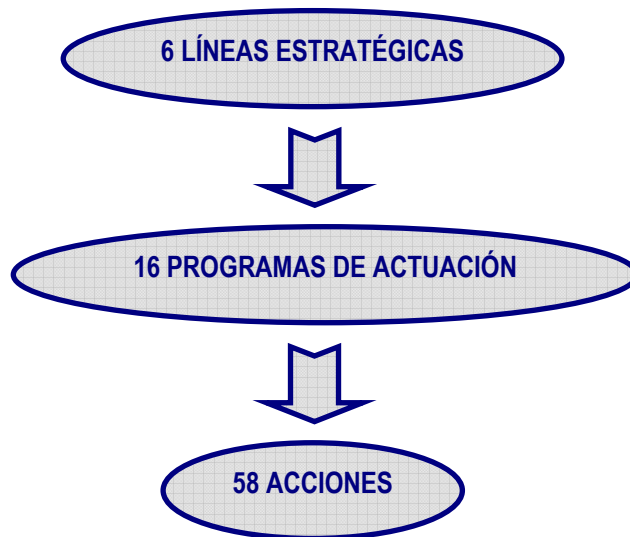 6 LÍNEAS ESTRATÉGICAS
16 PROGRAMAS DE ACTUACIÓN
58 ACCIONES